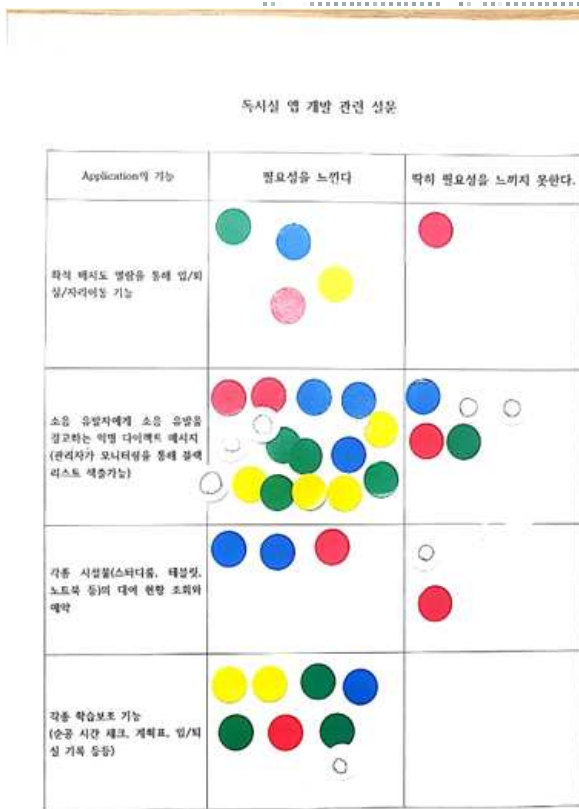 독서실 앱 개발 관련 설문
Application의 기능
필요성을 느낀다
딱히 필요성을 느끼지 못한다.
좌석 배치도 열람을 통해 입/퇴
실/자리이동 기능
소음 유발자에게 소음 유발을
경고하는 익명 다이렉트 메시지
(관리자가 모니터링을 통해 블랙
리스트 색출가능)
각종 시설물(스터디룸, 태블릿,
노트북 등)의 대여 현황 조회와
예약
각종 학습보조 기능
(순공 시간 체크, 계획표, 입/퇴
실 기록 등등)